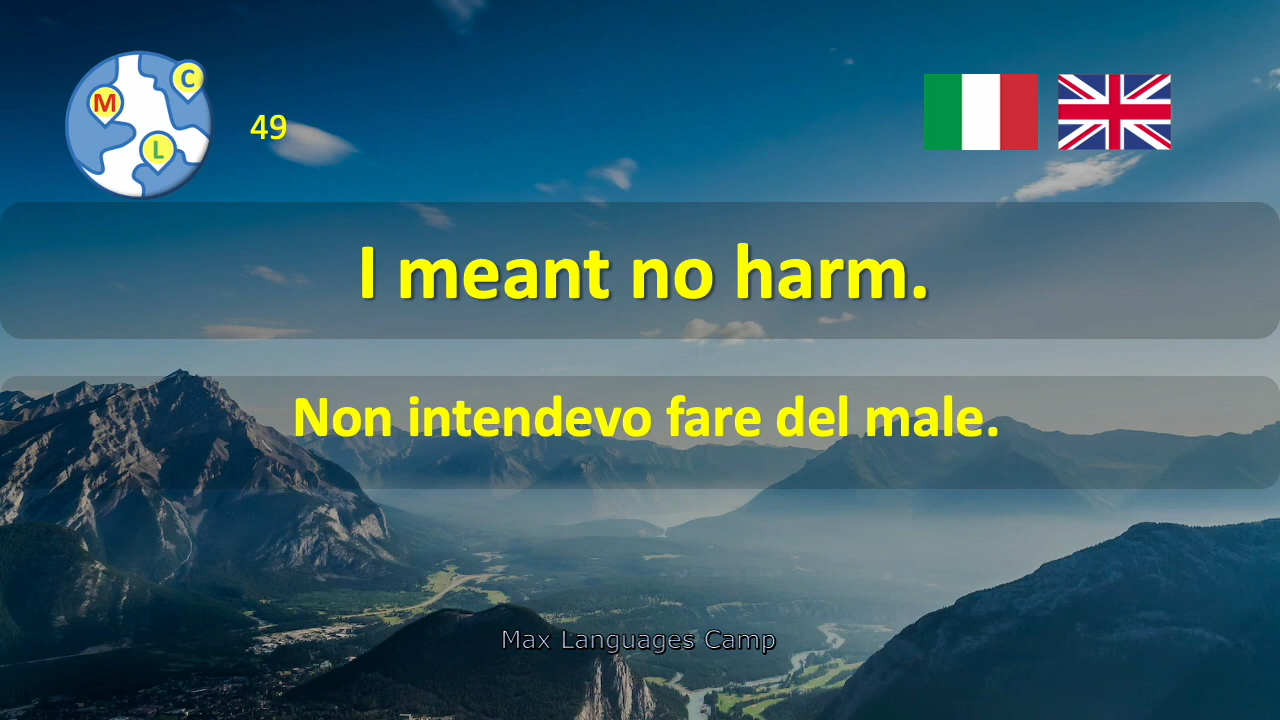 C
M
L
49
I meant no harm.
Non intendevo fare del male.
Max Languages Camp